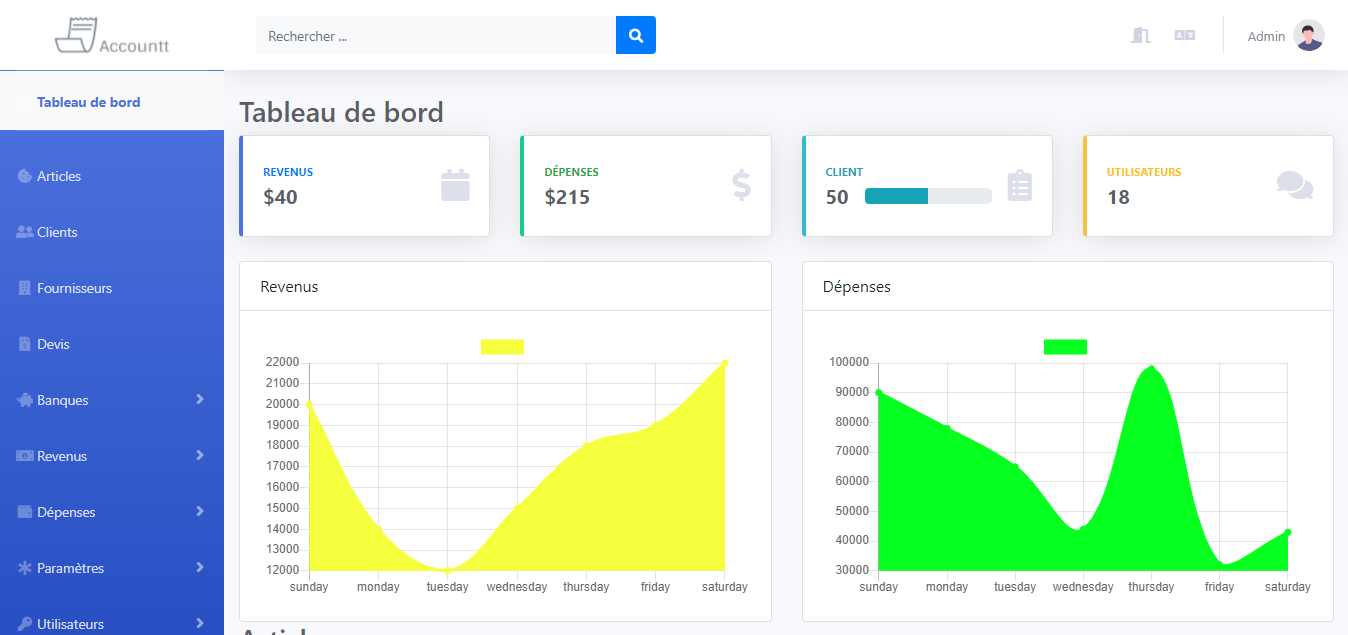 Accountt
Rechercher ...
Admin
Tableau de bord
Articles
Clients
Fournisseurs
Devis
Banques
Revenus
Dépenses
Paramètres
Utilisateurs
Tableau de bord
REVENUS
$40
DÉPENSES
$215
CLIENT
50
UTILISATEURS
18
Revenus
22000
21000
20000
19000
18000
17000
16000
15000
14000
13000
12000
sunday monday tuesday wednesday thursday friday saturday
Dépenses
100000
90000
80000
70000
60000
50000
40000
30000
sunday monday tuesday wednesday thursday friday saturday